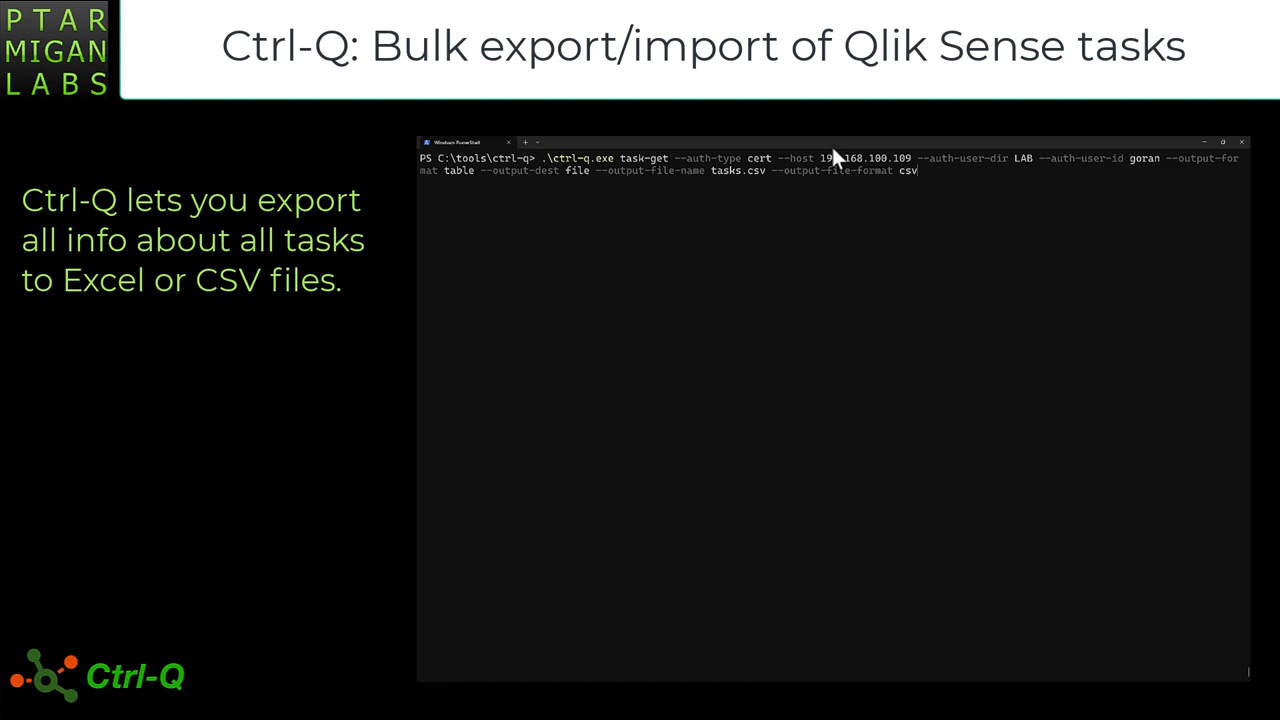 PTAR
MIGAN
LABS
Ctrl-Q: Bulk export/import of Qlik Sense tasks
Ctrl-Q lets you export
all info about all tasks
to Excel or CSV files.
Windows PowerShell
PS C:\tools\ctrl-q> .\ctrl-q.exe task-get --auth-type cert --host 192.168.100.109 --auth-user-dir LAB --auth-user-id goran --output-for
mat table --output-dest file --output-file-name tasks.csv --output-file-format csv
Ctrl-Q